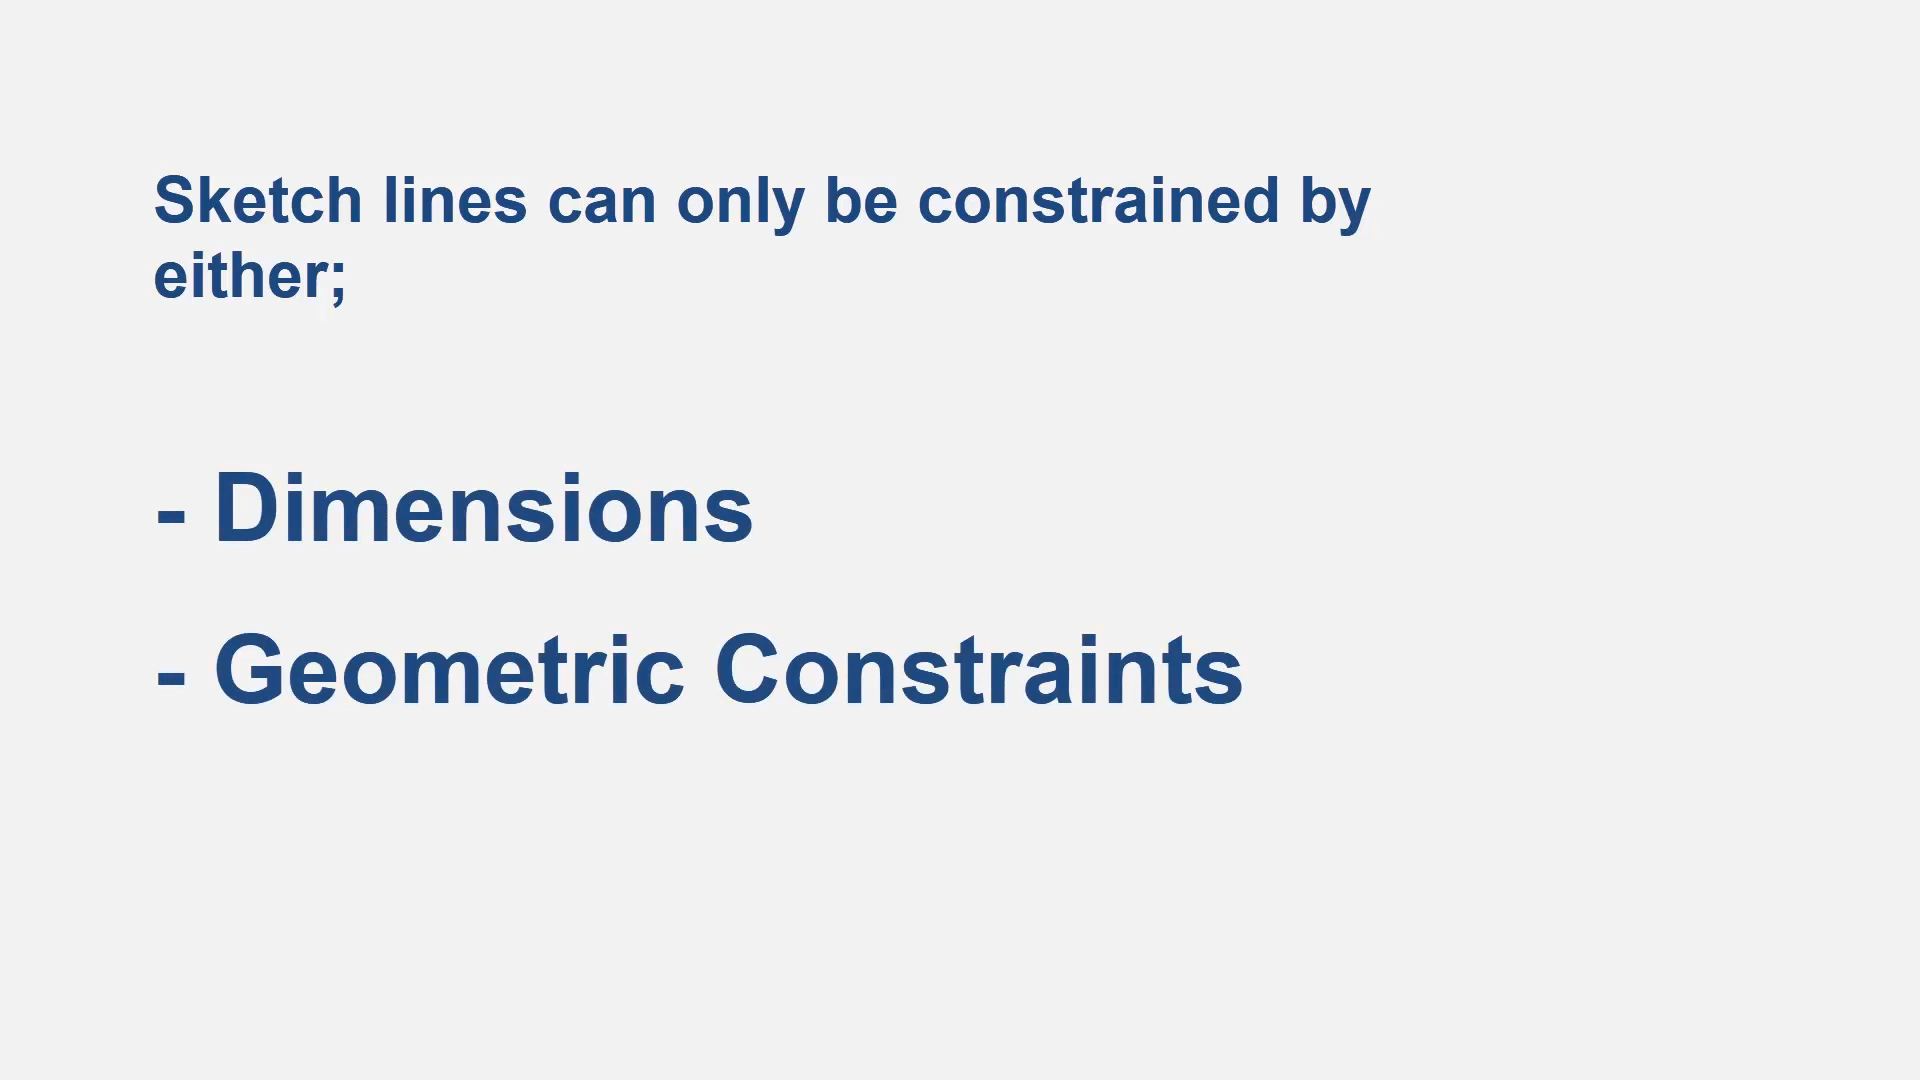 Sketch lines can only be constrained by
either;
- Dimensions
- Geometric Constraints